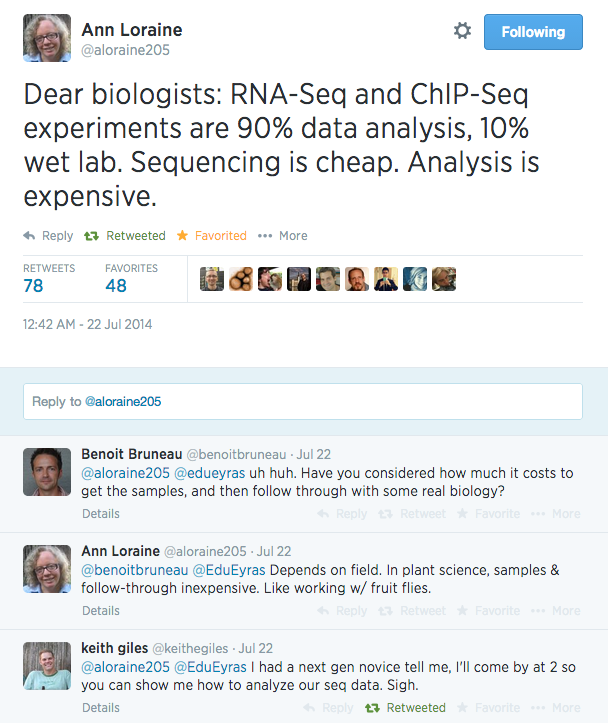 Ann Loraine
@aloraine205
Following
Dear biologists: RNA-Seq and ChIP-Seq
experiments are 90% data analysis, 10%
wet lab. Sequencing is cheap. Analysis is
expensive.
Reply Retweeted Favorited More
RETWEETS FAVORITES
78 48
12:42 AM - 22 Jul 2014
Reply to @aloraine205
Benoit Bruneau @benoitbruneau · Jul 22
@aloraine205 @edueyras uh huh. Have you considered how much it costs to
get the samples, and then follow through with some real biology?
Details Reply Retweet Favorite More
Ann Loraine @aloraine205 · Jul 22
@benoitbruneau @EduEyras Depends on field. In plant science, samples &
follow-through inexpensive. Like working w/ fruit flies.
Details Reply Retweet Favorite More
keith giles @keithegiles · Jul 22
@aloraine205 @EduEyras I had a next gen novice tell me, I'll come by at 2 so
you can show me how to analyze our seq data. Sigh.
Details Reply Retweeted Favorite More